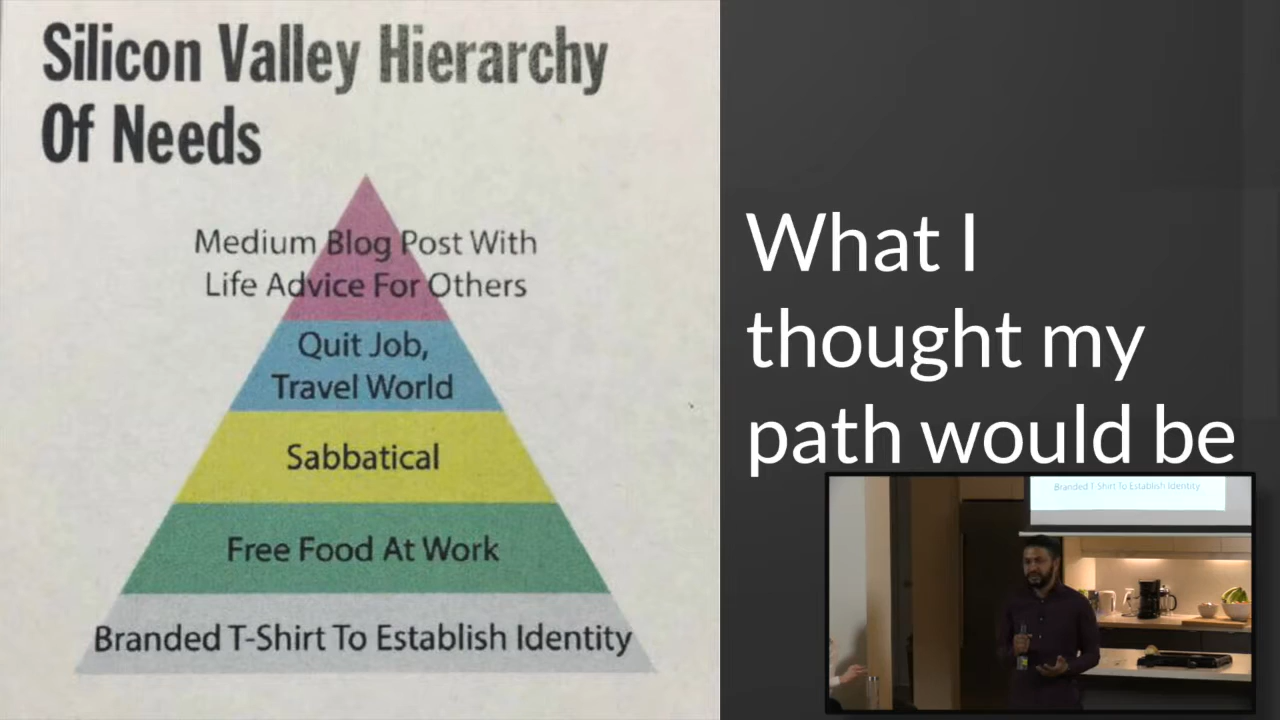 Silicon Valley Hierarchy
Of Needs
Medium Blog Post With
Life Advice For Others
Quit Job,
Travel World
Sabbatical
Free Food At Work
Branded T-Shirt To Establish Identity
What I
thought my
path would be
Branded T-Shirt To Establish Identity